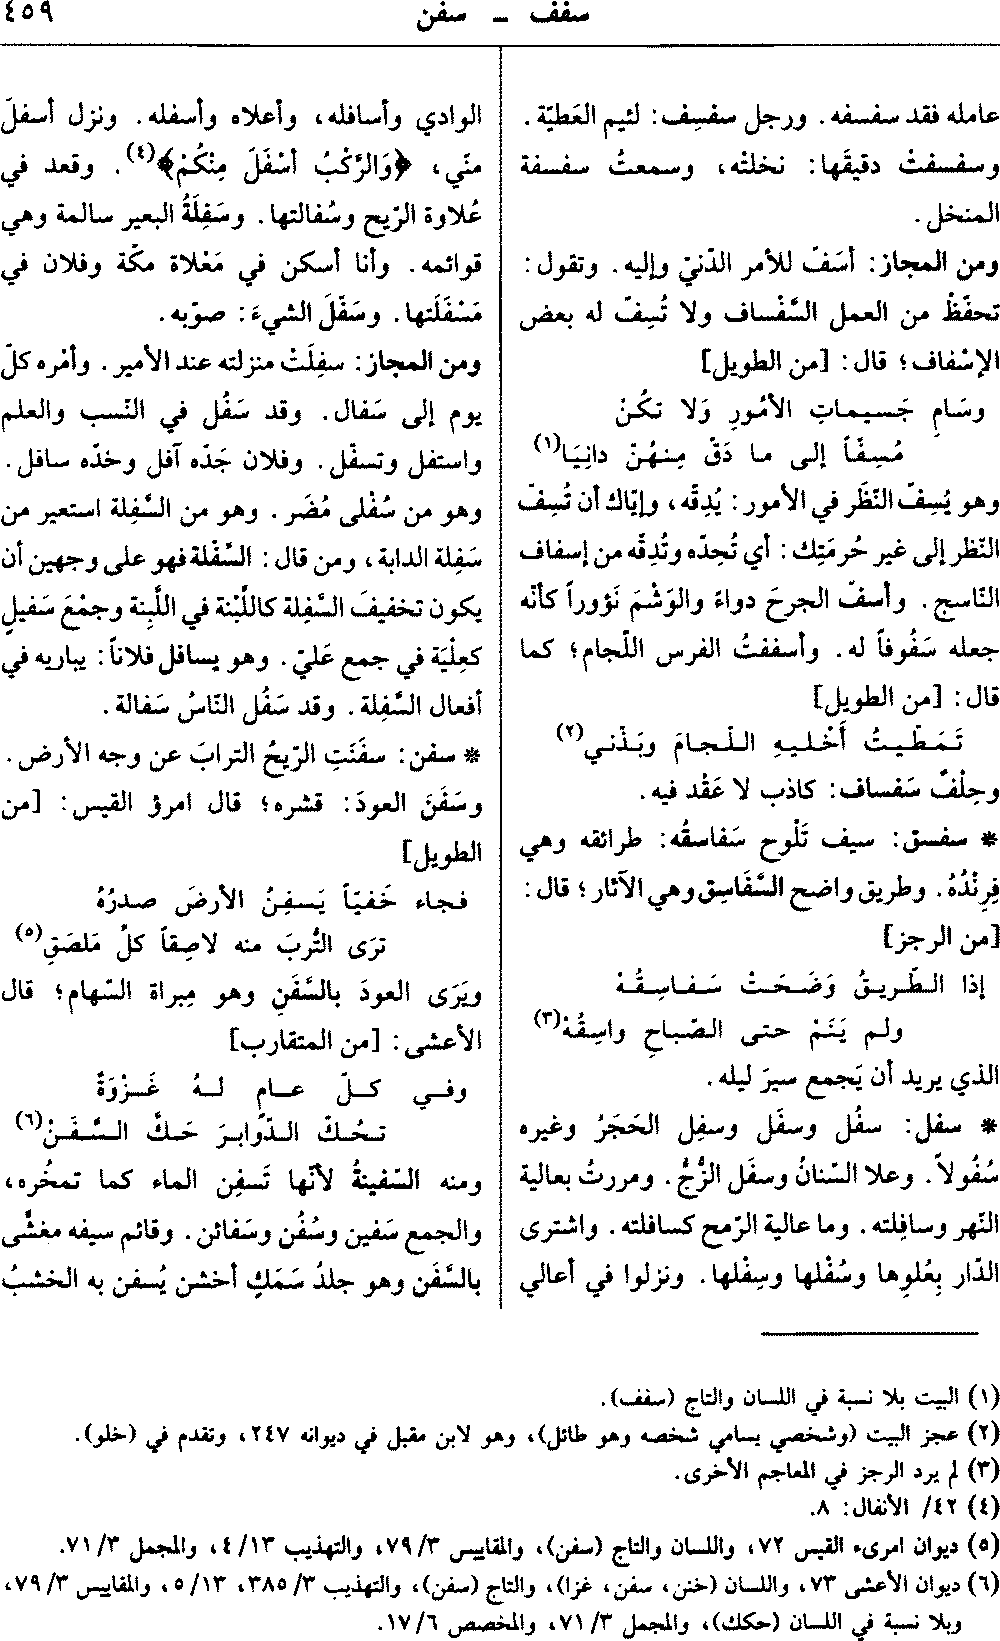 سفف – سفن
٤٥٩
عامله فقد سفسفه. ورجل سفسِف: لئيم العَطيّة.
وسفسفتْ دقيقَها: نخلتْه، وسمعتُ سفسفة
المنخل.
ومن المجاز: أسَفّ للأمر الدّنيّ وإليه. وتقول:
تحفّظْ من العمل السَّفْساف ولا تُسِفّ له بعض
الإسْفاف؛ قال: [من الطويل]
وسَامِ جَسيماتِ الأمُورِ وَلا تكُنْ
مُسِفّاً إلى ما دَقّ مِنهُنّ دانِيَا(١)
وهو يُسِفّ النّظَر في الأمور: يُدِقّه، وإيّاك أن تُسِفّ
النّظر إلى غير حُرمَتِك: أي تُحِدّه وتُدِقّه من إسفاف
النّاسج. وأسفّ الجرحَ دواءً والوَشْمَ نَؤوراً كأنّه
جعله سَفُوفاً له. وأسففتُ الفرس اللّجام؛ كما
قال: [من الطويل]
تَمَطّيتُ أَخْليهِ اللّجامَ وبَذّني(٢)
وحِلْفٌ سَفساف: كاذب لا عَقْد فيه.
* سفسق: سيف تَلْوح سَفاسقُه: طرائقه وهي
فِرِنْدُهُ. وطريق واضح السَّفَاسِق وهي الآثار؛ قال:
[من الرجز]
إذا الطّريقُ وَضَحَتْ سَفاسِقُهْ
ولم يَنَمْ حتى الصّباحِ واسِقُهْ(٣)
الذي يريد أن يَجمع سيرَ ليله.
* سفل: سفُل وسفَل وسفِل الحَجَرُ وغيره
سُفُولاً. وعلا السّنانُ وسفَل الزُّجُّ. ومررتُ بعالية
النّهر وسافِلته. وما عالية الرّمح كسافلته. واشترى
الدّار بِعُلوِها وسُفْلها وسِفْلها. ونزلوا في أعالي
الوادي وأسافله، وأعلاه وأسفله. ونزل أسفلَ
منّي، ﴿وَالرَّكْبُ أَسْفَلَ مِنْكُمْ﴾(٤). وقعد في
عُلاوة الرّيح وسُفالتها. وسَفِلَةُ البعير سالمة وهي
قوائمه. وأنا أسكن في مَعْلاة مكّة وفلان في
مَسْفَلَتها. وسَفّلَ الشيءَ: صوّبه.
ومن المجاز: سفِلَتْ منزلته عند الأمير. وأمْره كلّ
يوم إلى سَفال. وقد سَفُل في النّسب والعلم
واستفل وتسفّل. وفلان جَدّه آفل وخدّه سافل.
وهو من سُفْلى مُضَر. وهو من السَّفِلة استعير من
سَفِلة الدابة، ومن قال: السِّفْلة فهو على وجهين أن
يكون تخفيفَ السَّفِلة كاللِّبْنة في اللَّبِنة وجمْعَ سَفيلٍ
كعِلْيَة في جمع عَليّ. وهو يسافل فلاناً: يباريه في
أفعال السَّفِلة. وقد سَفُل النّاسُ سَفالة.
* سفن: سفَنَتِ الرّيحُ الترابَ عن وجه الأرض.
وسَفَنَ العودَ: قشره؛ قال امرؤ القيس: [من
الطويل]
فجاء خَفيّاً يَسفِنُ الأرضَ صدرُهُ
ترَى التُّربَ منه لاصِقاً كلَّ مَلصَقِ(٥)
ويَرَى العودَ بالسَّفَنِ وهو مِبراة السّهام؛ قال
الأعشى: [من المتقارب]
وفي كلّ عامٍ لهُ غَزْوَةٌ
تحُكّ الدّوابرَ حَكَّ السَّفَنْ(٦)
ومنه السّفينةُ لأنّها تَسفِن الماء كما تمخُره،
والجمع سَفين وسُفُن وسَفائن. وقائم سيفه مغشًّى
بالسَّفَن وهو جلدُ سَمَكٍ أخشن يُسفن به الخشبُ
(١) البيت بلا نسبة في اللسان والتاج (سفف).
(٢) عجز البيت (وشخصي يسامي شخصه وهو طائل)، وهو لابن مقبل في ديوانه ٢٤٧، وتقدم في (خلو).
(٣) لم يرد الرجز في المعاجم الأخرى.
(٤) ٤٢/ الأنفال: ٨.
(٥) ديوان امرىء القيس ٧٢، واللسان والتاج (سفن)، والمقاييس ٧٩/٣، والتهذيب ٤/١٣، والمجمل ٧١/٣.
(٦) ديوان الأعشى ٧٣، واللسان (خنن، سفن، غزا)، والتاج (سفن)، والتهذيب ٣٨٥/٣، ٥/١٣، والمقاييس ٧٩/٣،
وبلا نسبة في اللسان (حكك)، والمجمل ٧١/٣، والمخصص ١٧/٦.